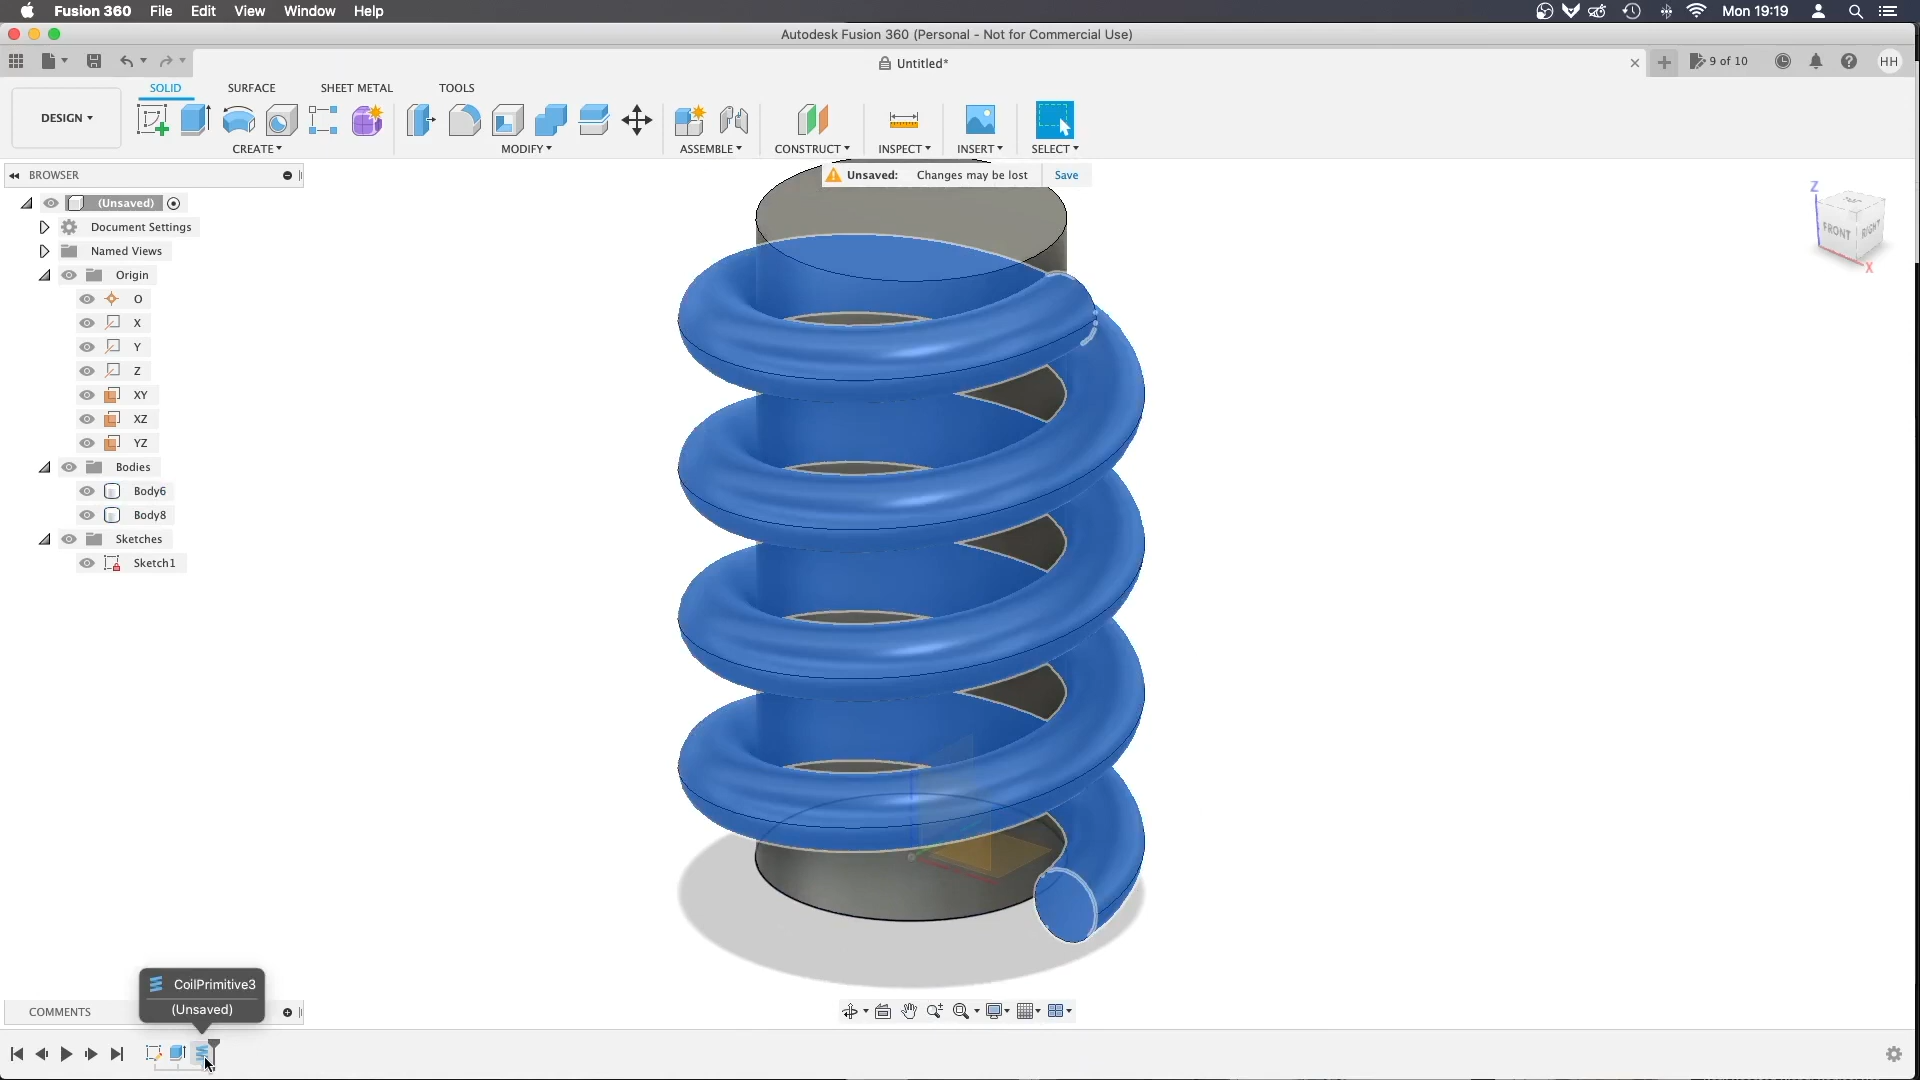 Fusion 360 File Edit View Window Help Mon 19:19
Autodesk Fusion 360 (Personal - Not for Commercial Use)
Untitled* 9 of 10 HH
SOLID SURFACE SHEET METAL TOOLS
DESIGN
CREATE MODIFY ASSEMBLE CONSTRUCT INSPECT INSERT SELECT
BROWSER
Unsaved: Changes may be lost Save
(Unsaved)
Document Settings
Named Views
Origin
O
X
Y
Z
XY
XZ
YZ
Bodies
Body6
Body8
Sketches
Sketch1
Z
TOP
FRONT RIGHT
X
CoilPrimitive3
(Unsaved)
COMMENTS